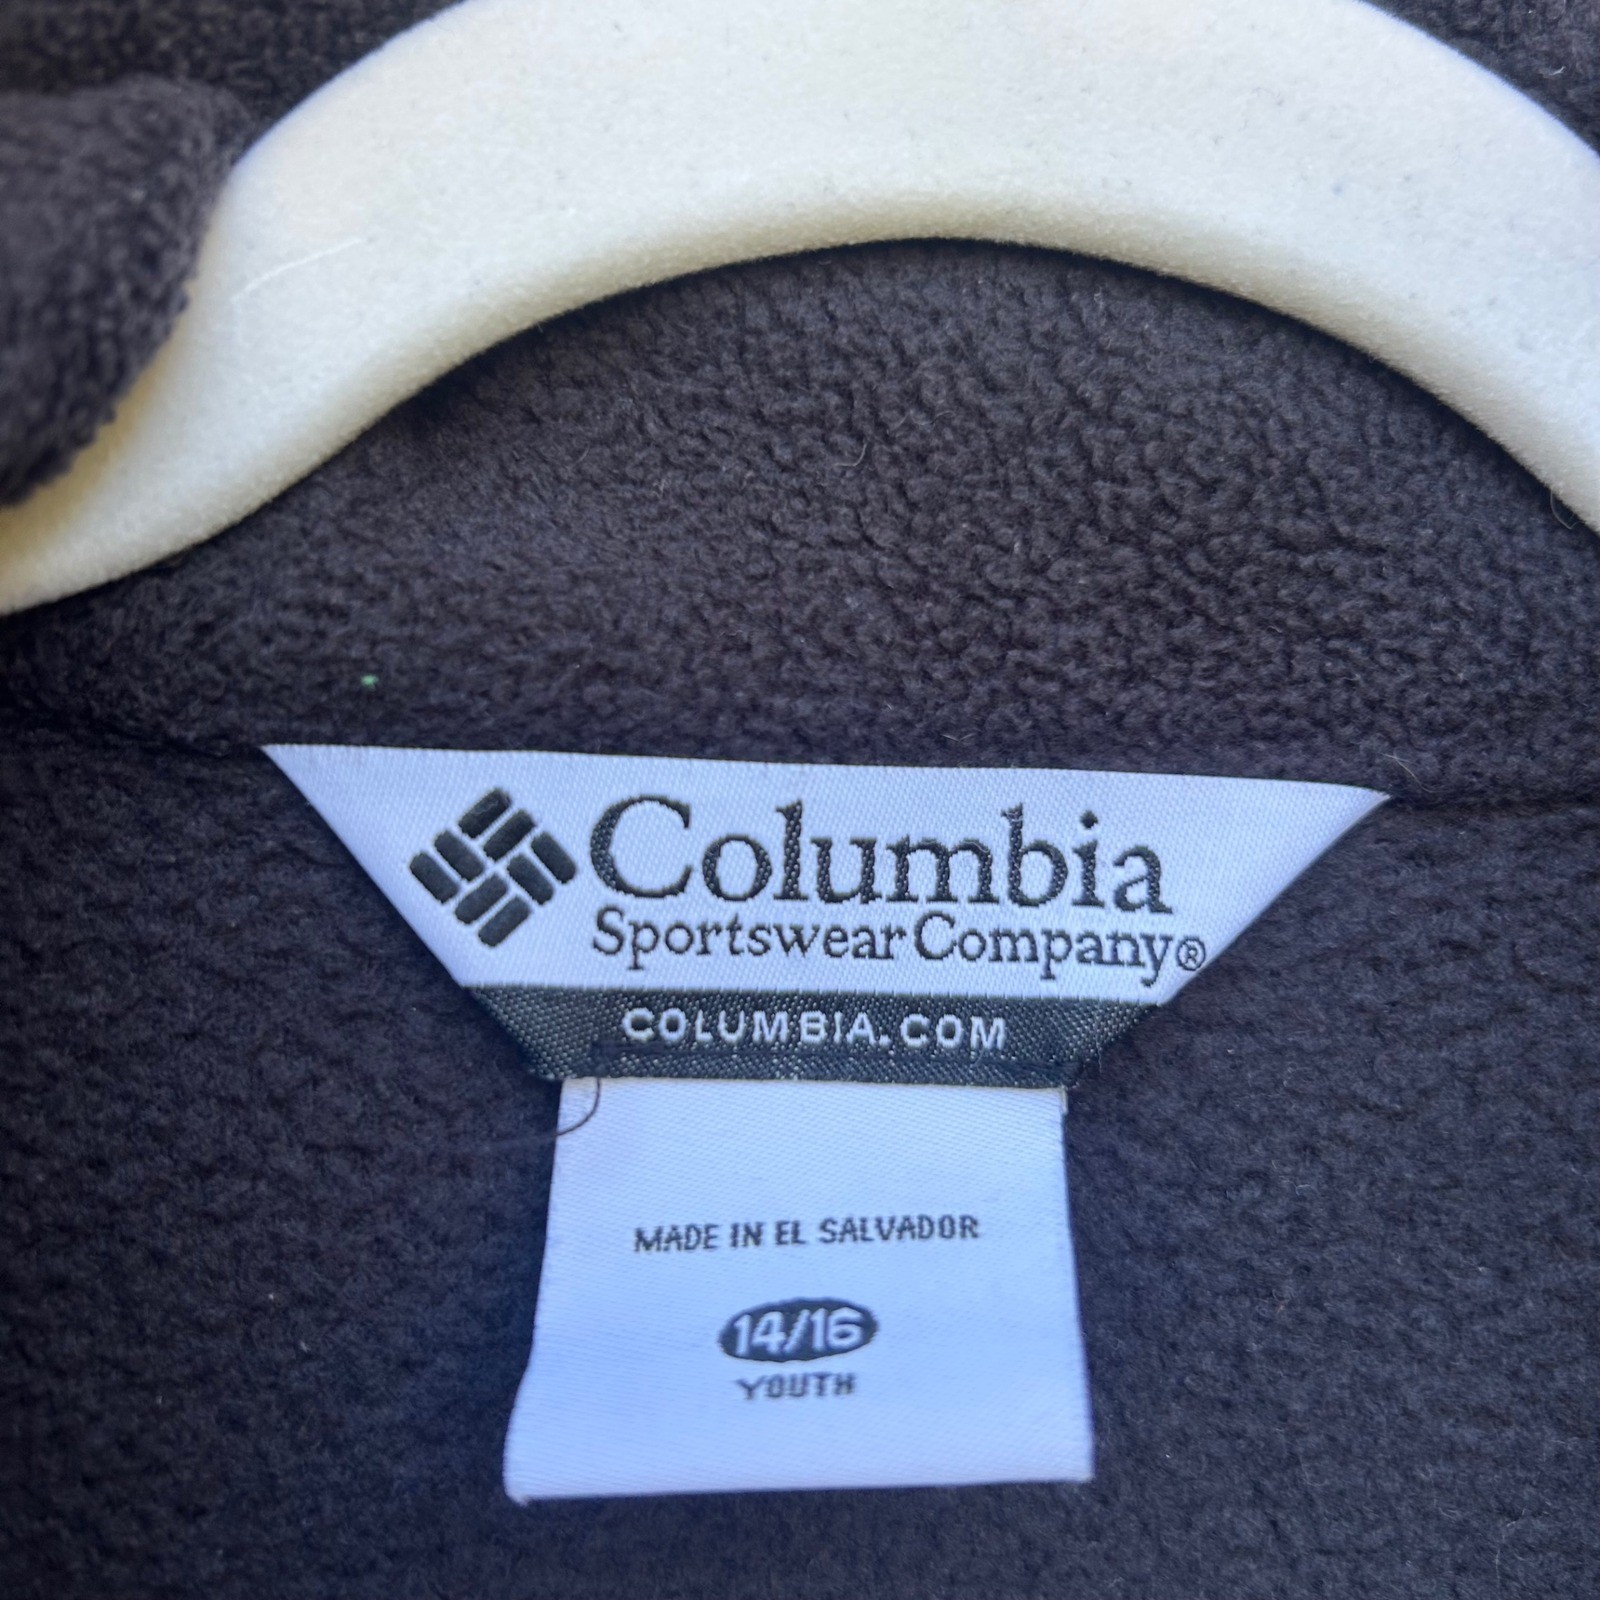 Columbia
Sportswear Company®
COLUMBIA.COM
MADE IN EL SALVADOR
14/16
YOUTH